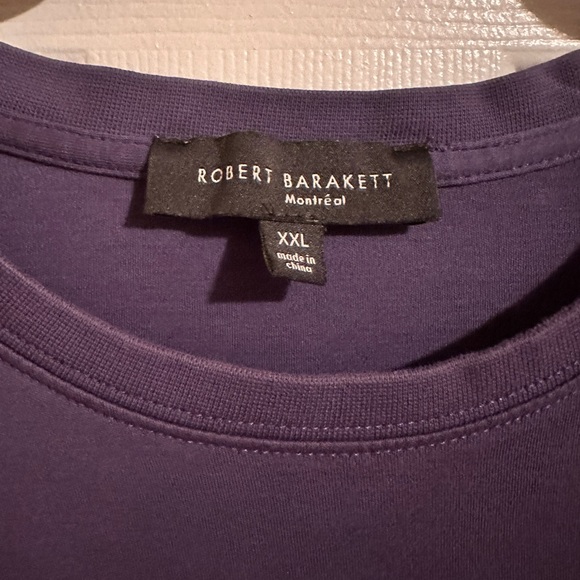 ROBERT BARAKETT
Montréal
XXL
made in
china